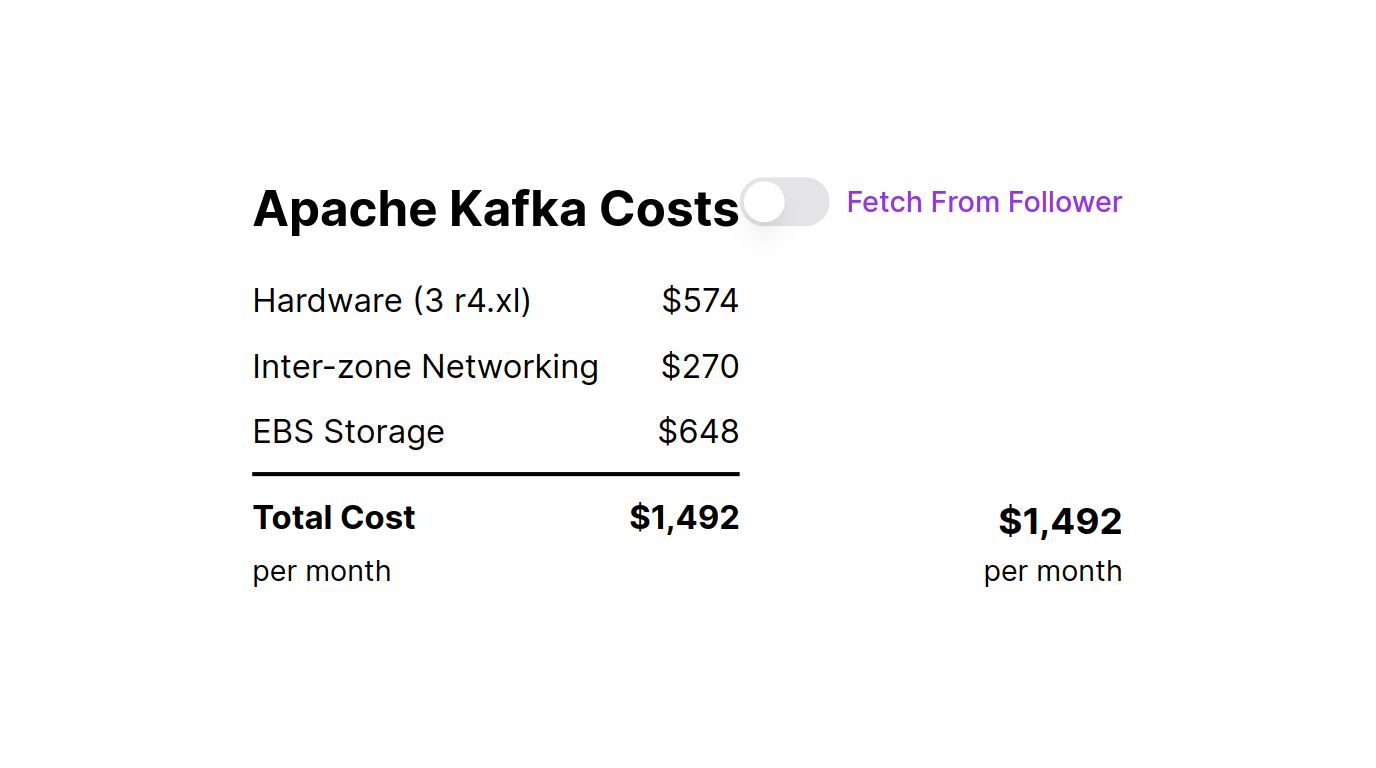 Apache Kafka Costs Fetch From Follower
Hardware (3 r4.xl) $574
Inter-zone Networking $270
EBS Storage $648
Total Cost $1,492 $1,492
per month per month